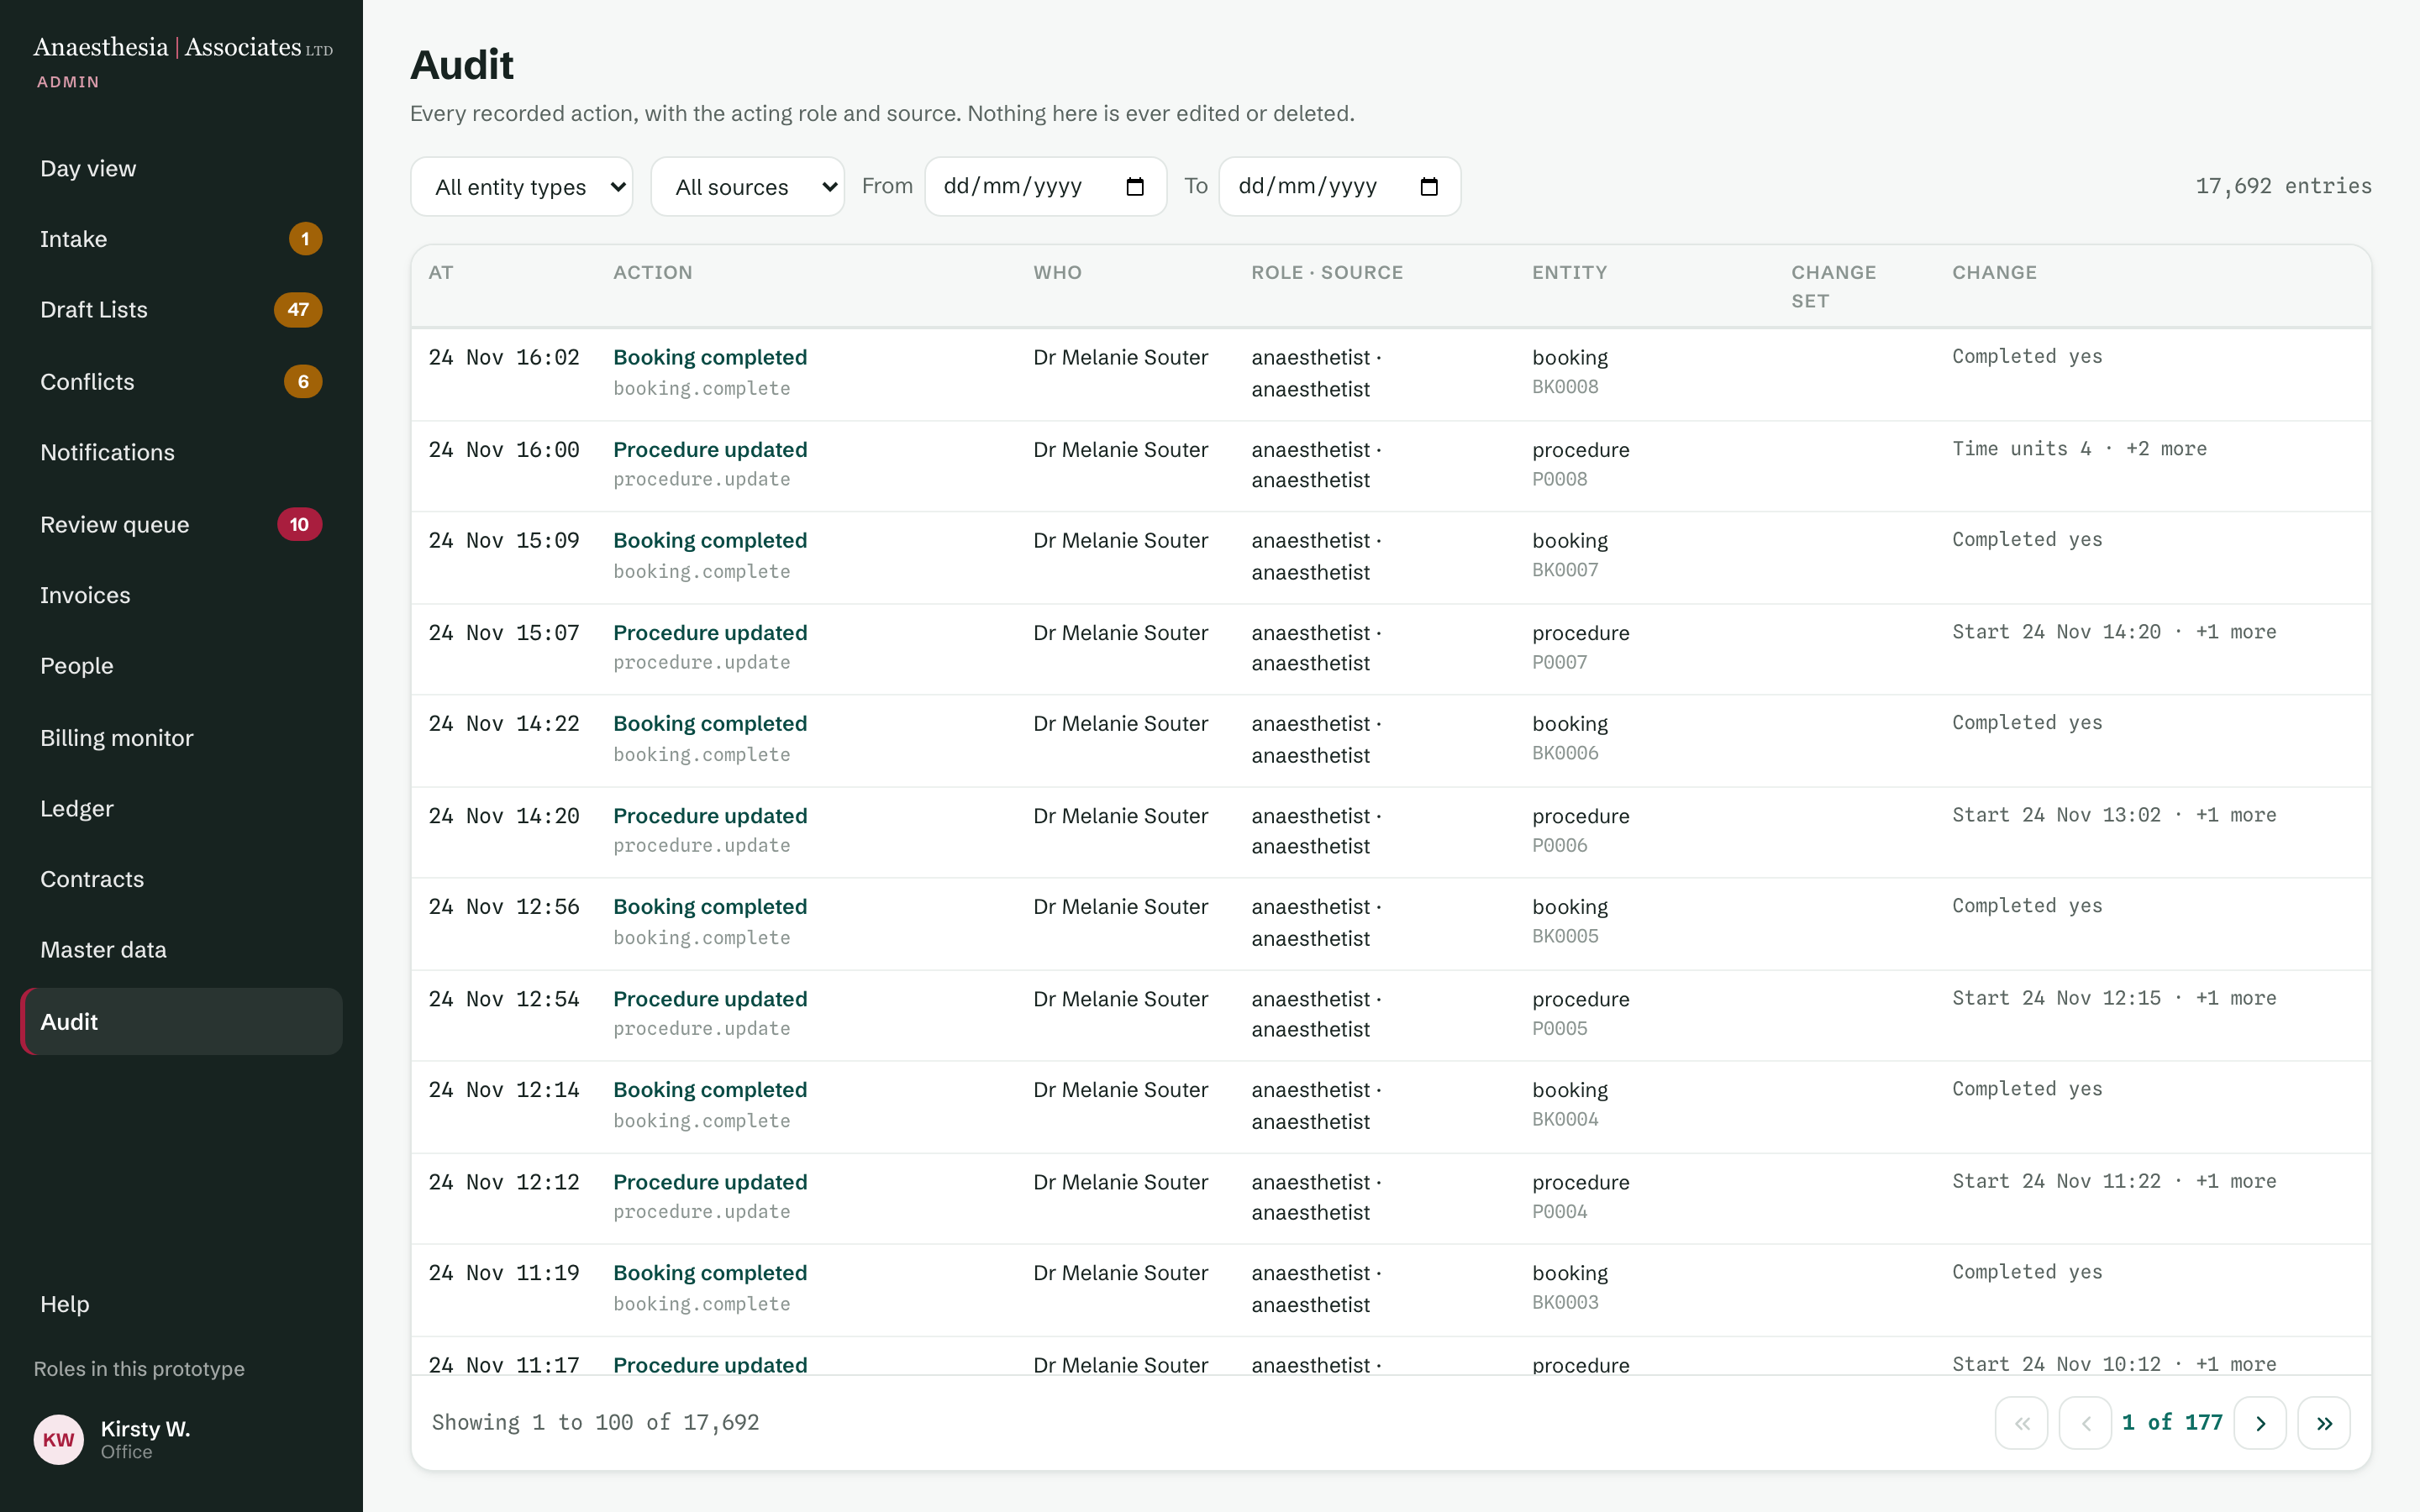 Anaesthesia | Associates LTD
ADMIN
Day view
Intake 1
Draft Lists 47
Conflicts 6
Notifications
Review queue 10
Invoices
People
Billing monitor
Ledger
Contracts
Master data
Audit
Help
Roles in this prototype
KW Kirsty W.
Office
Audit
Every recorded action, with the acting role and source. Nothing here is ever edited or deleted.
All entity types All sources From dd/mm/yyyy To dd/mm/yyyy 17,692 entries
AT ACTION WHO ROLE · SOURCE ENTITY CHANGE SET CHANGE
24 Nov 16:02 Booking completed Dr Melanie Souter anaesthetist · booking Completed yes
booking.complete anaesthetist BK0008
24 Nov 16:00 Procedure updated Dr Melanie Souter anaesthetist · procedure Time units 4 · +2 more
procedure.update anaesthetist P0008
24 Nov 15:09 Booking completed Dr Melanie Souter anaesthetist · booking Completed yes
booking.complete anaesthetist BK0007
24 Nov 15:07 Procedure updated Dr Melanie Souter anaesthetist · procedure Start 24 Nov 14:20 · +1 more
procedure.update anaesthetist P0007
24 Nov 14:22 Booking completed Dr Melanie Souter anaesthetist · booking Completed yes
booking.complete anaesthetist BK0006
24 Nov 14:20 Procedure updated Dr Melanie Souter anaesthetist · procedure Start 24 Nov 13:02 · +1 more
procedure.update anaesthetist P0006
24 Nov 12:56 Booking completed Dr Melanie Souter anaesthetist · booking Completed yes
booking.complete anaesthetist BK0005
24 Nov 12:54 Procedure updated Dr Melanie Souter anaesthetist · procedure Start 24 Nov 12:15 · +1 more
procedure.update anaesthetist P0005
24 Nov 12:14 Booking completed Dr Melanie Souter anaesthetist · booking Completed yes
booking.complete anaesthetist BK0004
24 Nov 12:12 Procedure updated Dr Melanie Souter anaesthetist · procedure Start 24 Nov 11:22 · +1 more
procedure.update anaesthetist P0004
24 Nov 11:19 Booking completed Dr Melanie Souter anaesthetist · booking Completed yes
booking.complete anaesthetist BK0003
24 Nov 11:17 Procedure updated Dr Melanie Souter anaesthetist · procedure Start 24 Nov 10:12 · +1 more
Showing 1 to 100 of 17,692 « ‹ 1 of 177 › »